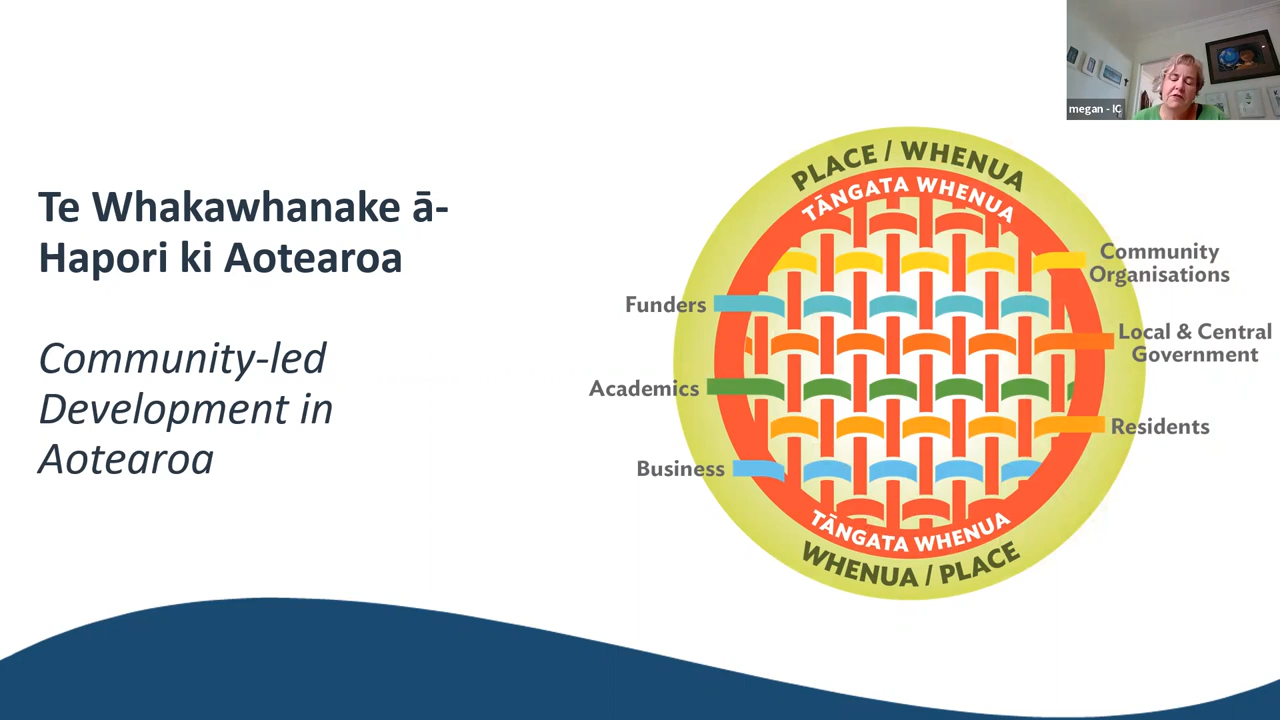 megan - IC
Te Whakawhanake ā-
Hapori ki Aotearoa
Community-led
Development in
Aotearoa
PLACE / WHENUA
TĀNGATA WHENUA
Community
Organisations
Funders
Local & Central
Government
Academics
Residents
Business
TĀNGATA WHENUA
WHENUA / PLACE